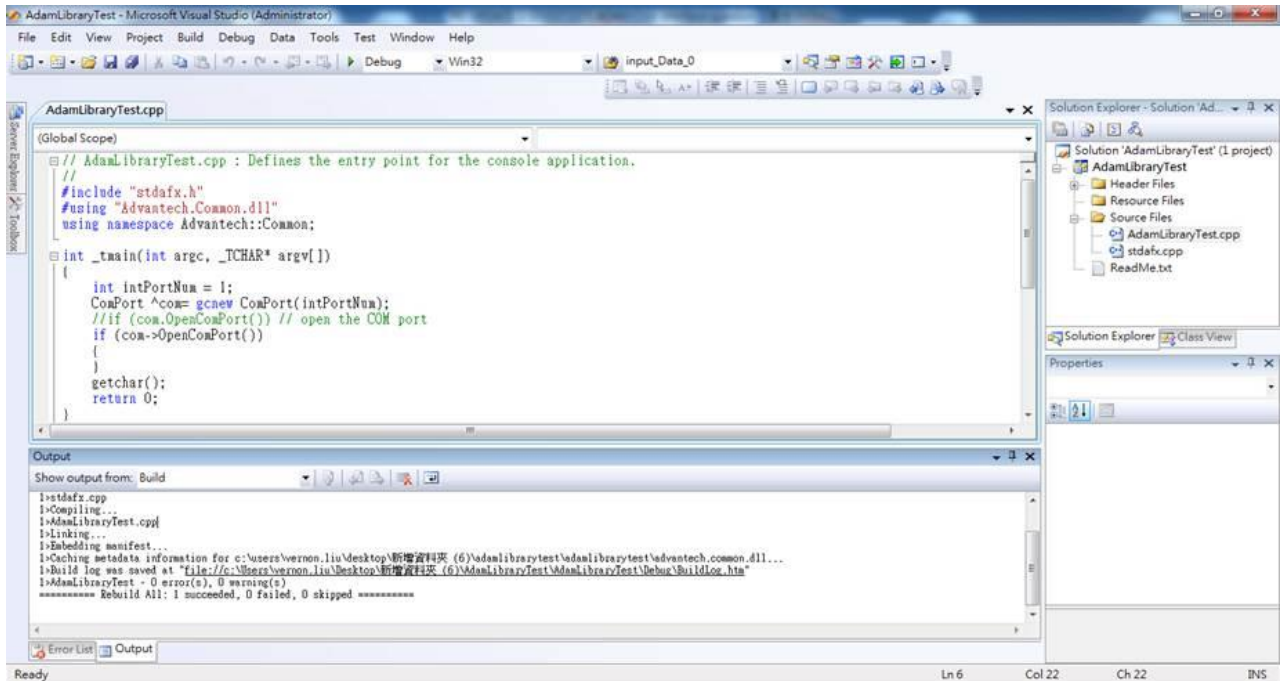 AdamLibraryTest - Microsoft Visual Studio (Administrator)
File Edit View Project Build Debug Data Tools Test Window Help
Debug Win32 input_Data_0
Server Explorer
Toolbox
AdamLibraryTest.cpp
(Global Scope)
// AdamLibraryTest.cpp : Defines the entry point for the console application.
//
#include "stdafx.h"
#using "Advantech.Common.dll"
using namespace Advantech::Common;
int _tmain(int argc, _TCHAR* argv[])
{
int intPortNum = 1;
ComPort ^com= gcnew ComPort(intPortNum);
//if (com.OpenComPort()) // open the COM port
if (com->OpenComPort())
{
}
getchar();
return 0;
}
Output
Show output from: Build
1>stdafx.cpp
1>Compiling...
1>AdamLibraryTest.cpp
1>Linking...
1>Embedding manifest...
1>Caching metadata information for c:\users\vernon.liu\desktop\新增資料夾 (6)\adamlibrarytest\adamlibrarytest\advantech.common.dll...
1>Build log was saved at "file://c:\Users\vernon.liu\Desktop\新增資料夾 (6)\AdamLibraryTest\AdamLibraryTest\Debug\BuildLog.htm"
1>AdamLibraryTest - 0 error(s), 0 warning(s)
========== Rebuild All: 1 succeeded, 0 failed, 0 skipped ==========
Error List Output
Solution Explorer - Solution 'Ad...
Solution 'AdamLibraryTest' (1 project)
AdamLibraryTest
Header Files
Resource Files
Source Files
AdamLibraryTest.cpp
stdafx.cpp
ReadMe.txt
Solution Explorer Class View
Properties
Ready Ln 6 Col 22 Ch 22 INS